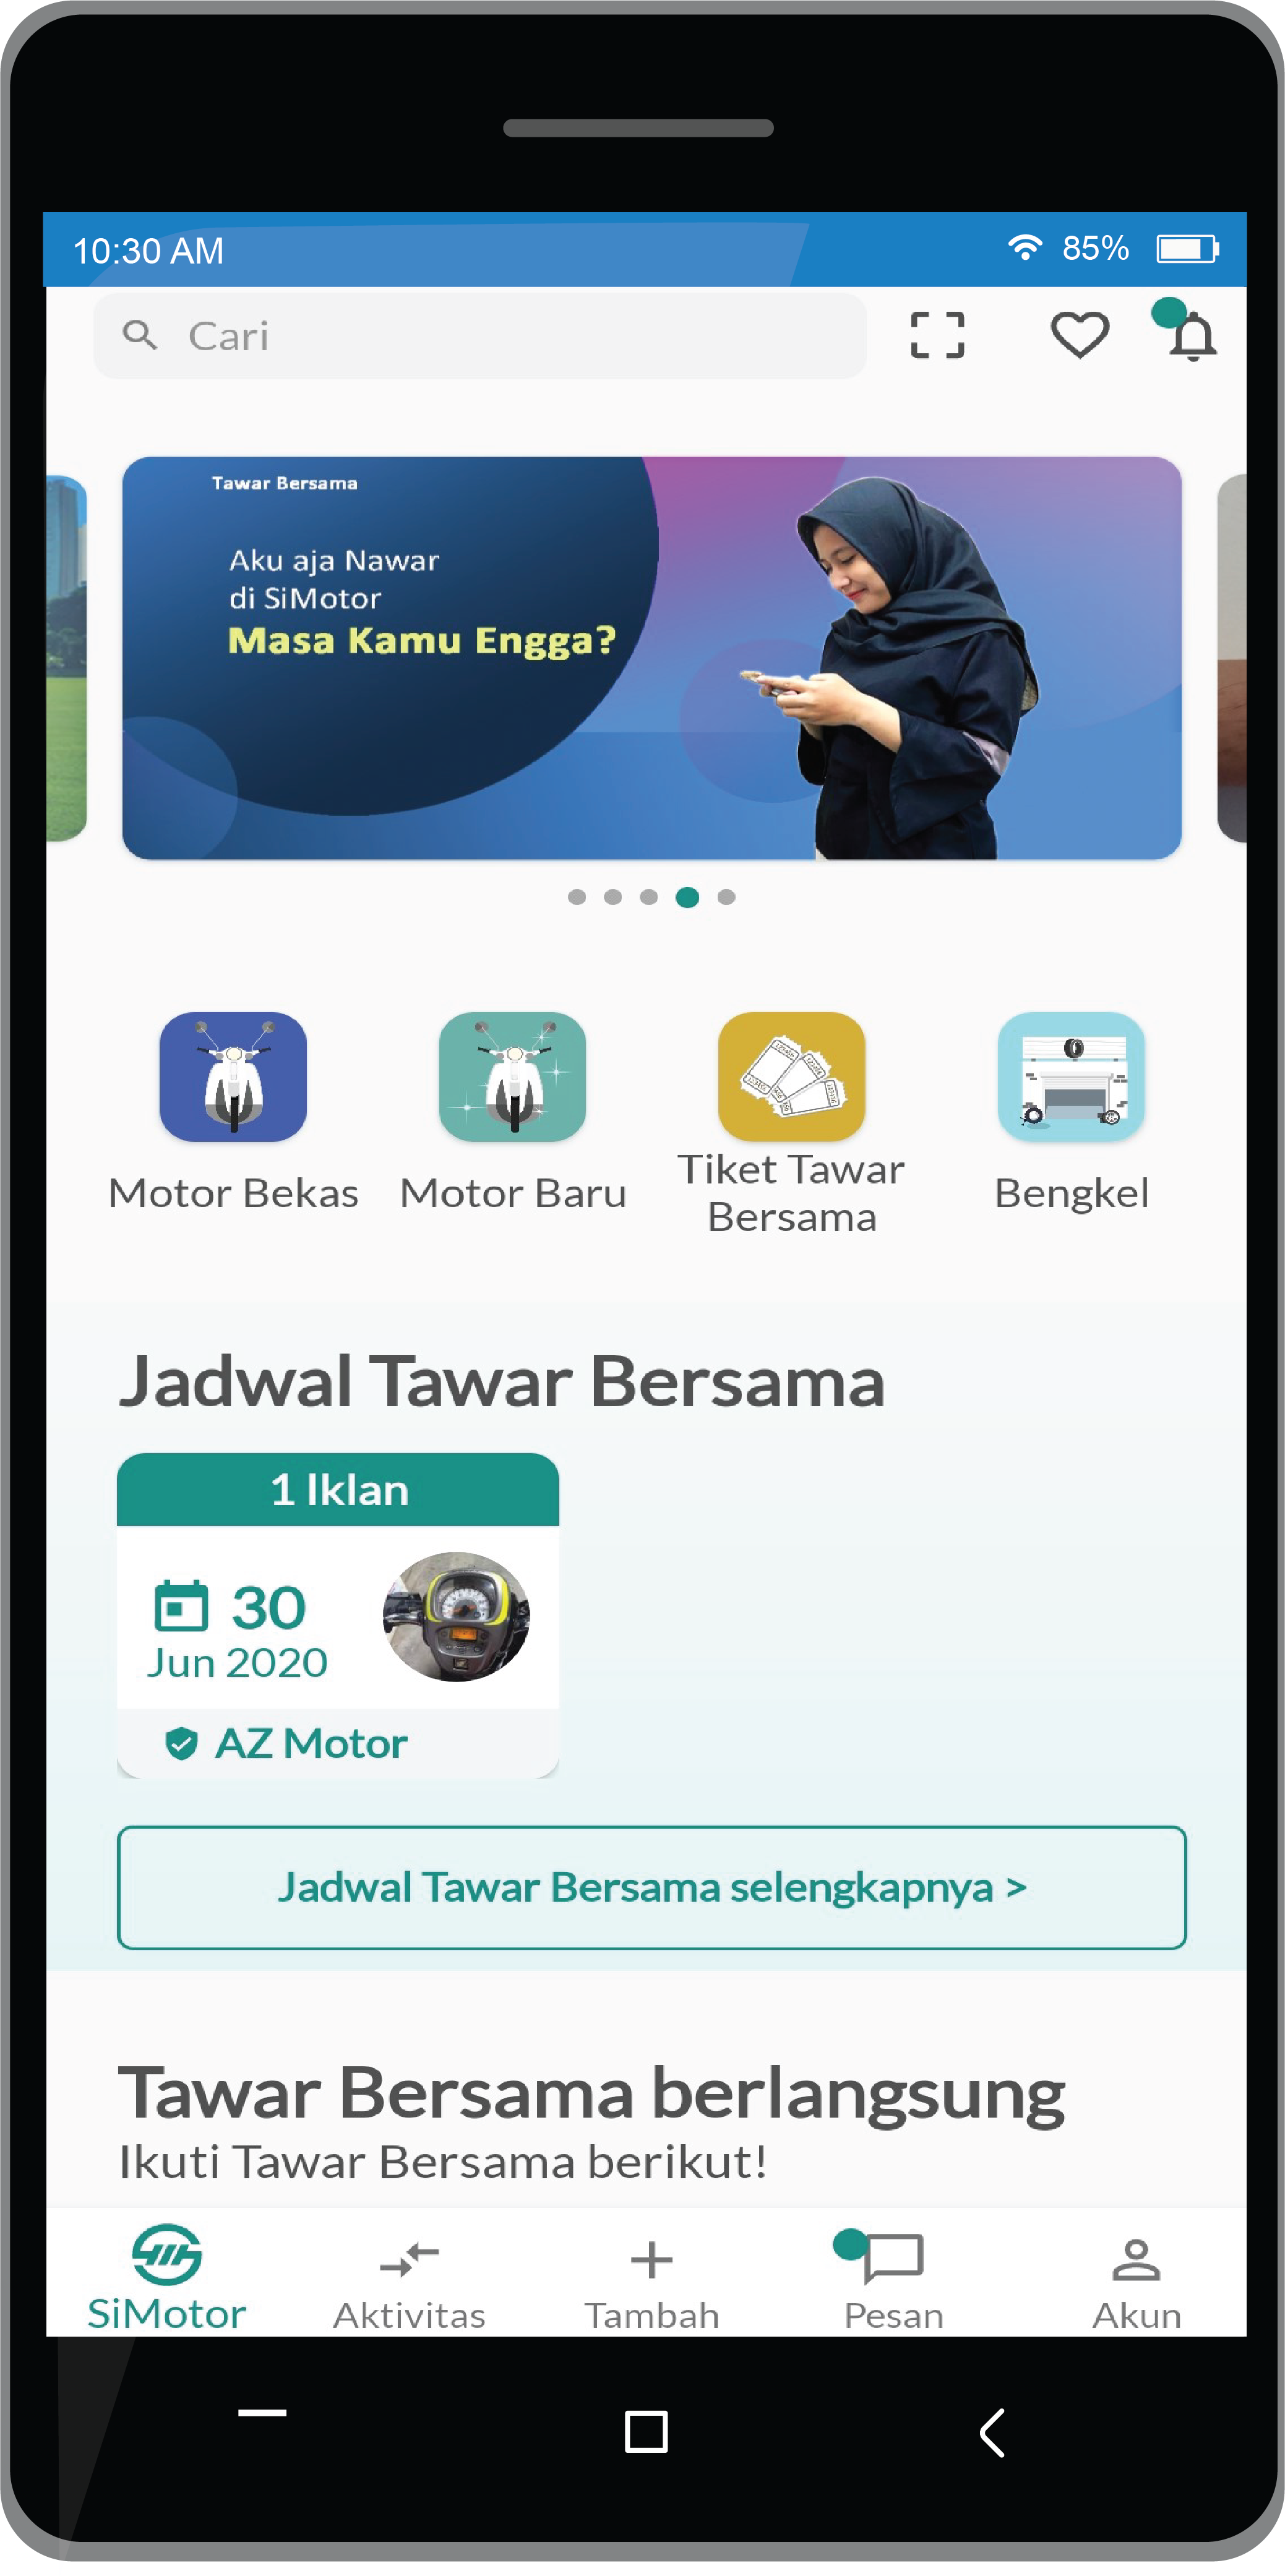 10:30 AM 85%
Cari
Tawar Bersama
Aku aja Nawar
di SiMotor
Masa Kamu Engga?
Motor Bekas
Motor Baru
Tiket Tawar
Bersama
Bengkel
Jadwal Tawar Bersama
1 Iklan
30
Jun 2020
AZ Motor
Jadwal Tawar Bersama selengkapnya >
Tawar Bersama berlangsung
Ikuti Tawar Bersama berikut!
SiMotor
Aktivitas
Tambah
Pesan
Akun